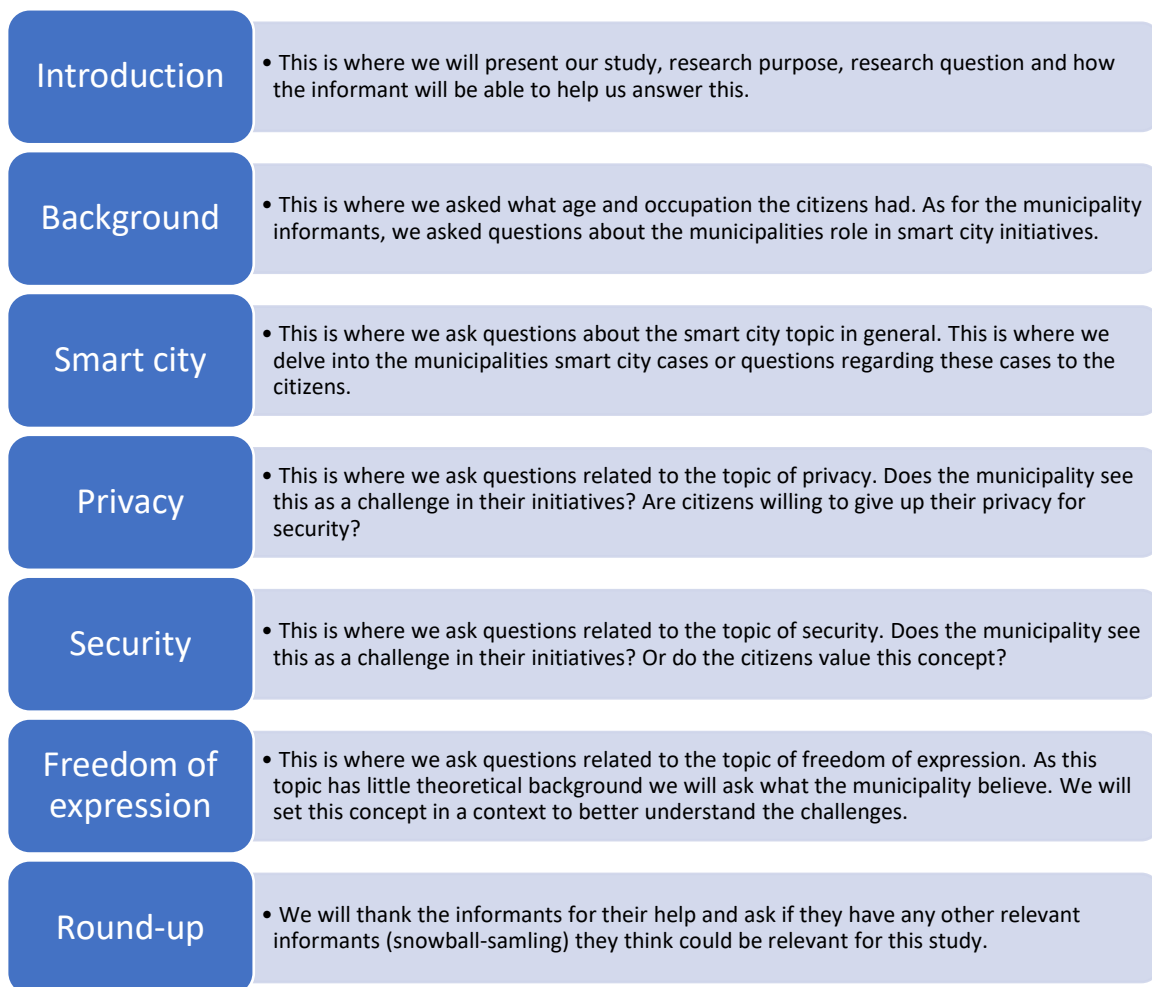 Introduction
• This is where we will present our study, research purpose, research question and how
the informant will be able to help us answer this.
Background
• This is where we asked what age and occupation the citizens had. As for the municipality
informants, we asked questions about the municipalities role in smart city initiatives.
Smart city
• This is where we ask questions about the smart city topic in general. This is where we
delve into the municipalities smart city cases or questions regarding these cases to the
citizens.
Privacy
• This is where we ask questions related to the topic of privacy. Does the municipality see
this as a challenge in their initiatives? Are citizens willing to give up their privacy for
security?
Security
• This is where we ask questions related to the topic of security. Does the municipality see
this as a challenge in their initiatives? Or do the citizens value this concept?
Freedom of
expression
• This is where we ask questions related to the topic of freedom of expression. As this
topic has little theoretical background we will ask what the municipality believe. We will
set this concept in a context to better understand the challenges.
Round-up
• We will thank the informants for their help and ask if they have any other relevant
informants (snowball-samling) they think could be relevant for this study.